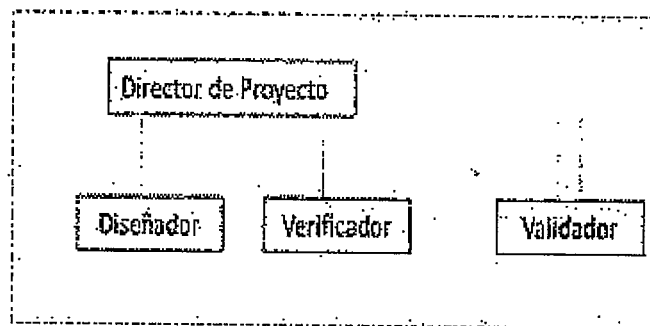 Director de Proyecto
Diseñador
Verificador
Validador